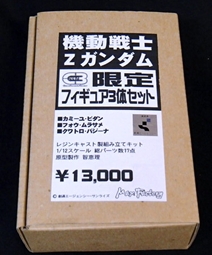 機動戦士
Zガンダム
限定
フィギュア3体セット
■カミーユ・ビダン
■フォウ・ムラサメ
■クワトロ・バジーナ
レジンキャスト製組み立てキット
1/12スケール 総パーツ数77点
原型製作 智恵理
¥13,000
Max Factory